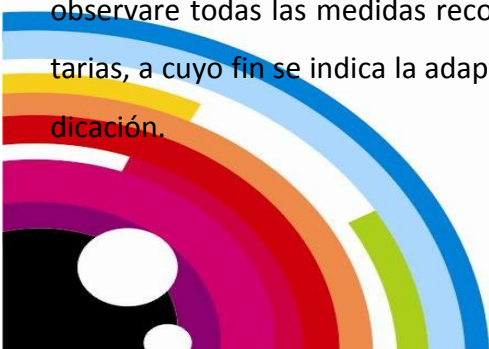 observare todas las medidas reco
tarias, a cuyo fin se indica la adap
dicación.